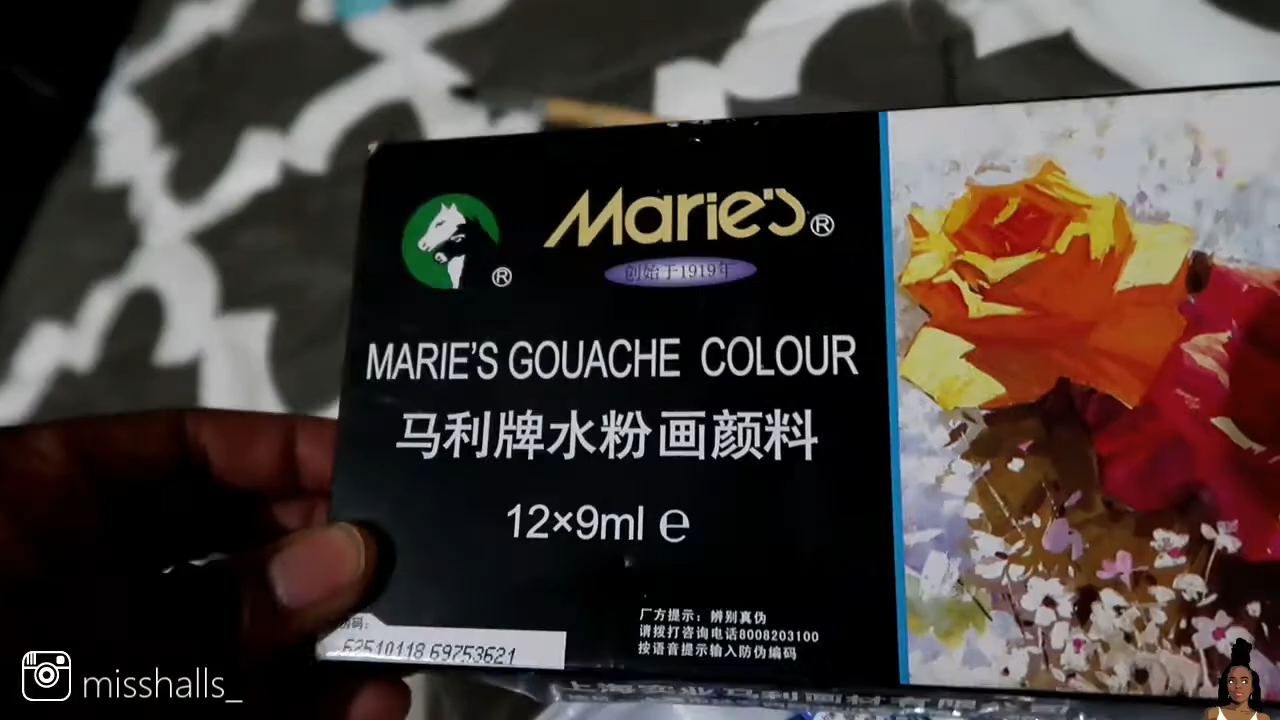 Marie's®
®
创始于1919年
MARIE'S GOUACHE COLOUR
马利牌水粉画颜料
12×9ml ℮
厂方提示：辨别真伪
请拨打咨询电话8008203100
按语音提示输入防伪编码
码：
62510118 69753621
misshalls_